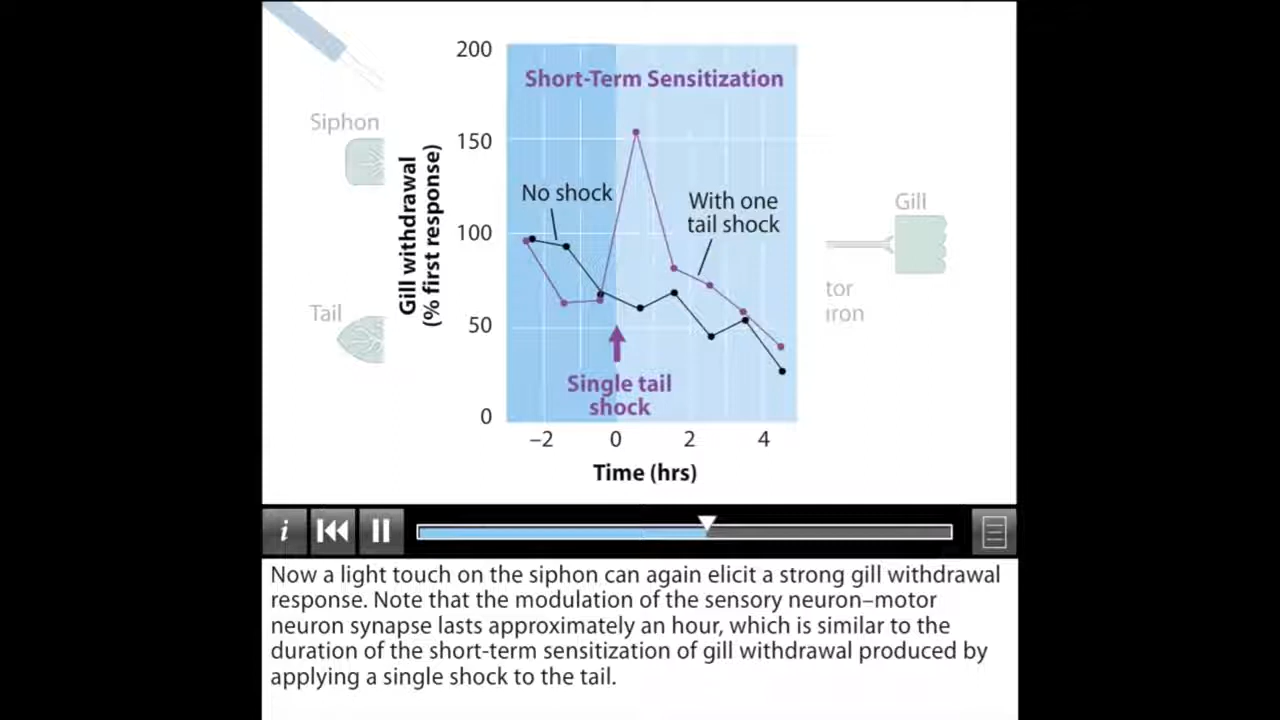 200
Short-Term Sensitization
Siphon
150
Gill withdrawal
(% first response)
No shock
With one
tail shock
Gill
100
tor
iron
Tail
50
Single tail
shock
0
–2 0 2 4
Time (hrs)
i
Now a light touch on the siphon can again elicit a strong gill withdrawal
response. Note that the modulation of the sensory neuron–motor
neuron synapse lasts approximately an hour, which is similar to the
duration of the short-term sensitization of gill withdrawal produced by
applying a single shock to the tail.